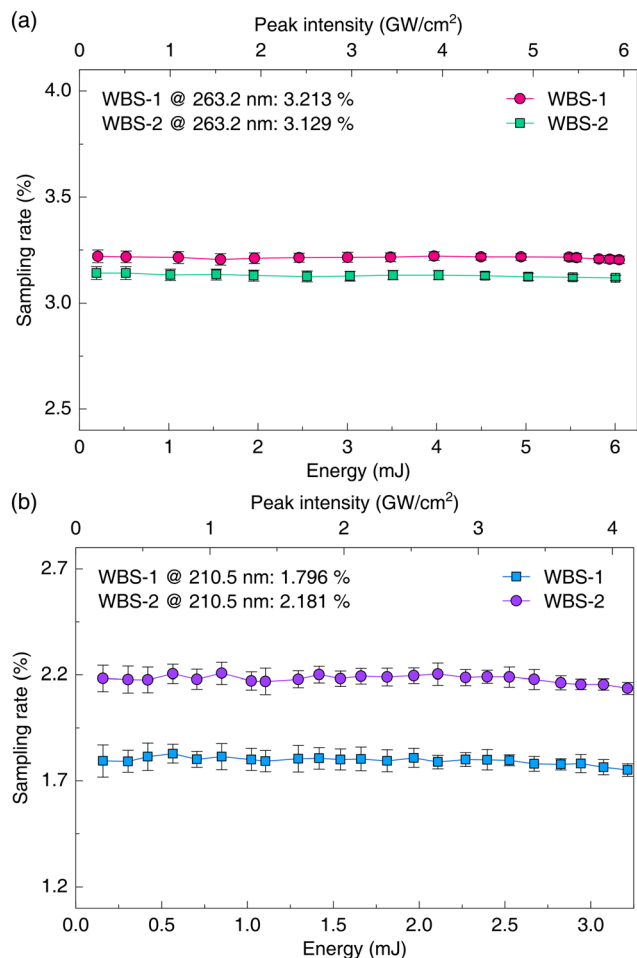 (a)
Peak intensity (GW/cm²)
0 1 2 3 4 5 6
4.0
WBS-1 @ 263.2 nm: 3.213 % WBS-1
WBS-2 @ 263.2 nm: 3.129 % WBS-2
3.5
Sampling rate (%)
3.0
2.5
0 1 2 3 4 5 6
Energy (mJ)
(b)
Peak intensity (GW/cm²)
0 1 2 3 4
2.7
WBS-1 @ 210.5 nm: 1.796 % WBS-1
WBS-2 @ 210.5 nm: 2.181 % WBS-2
2.2
Sampling rate (%)
1.7
1.2
0.0 0.5 1.0 1.5 2.0 2.5 3.0
Energy (mJ)